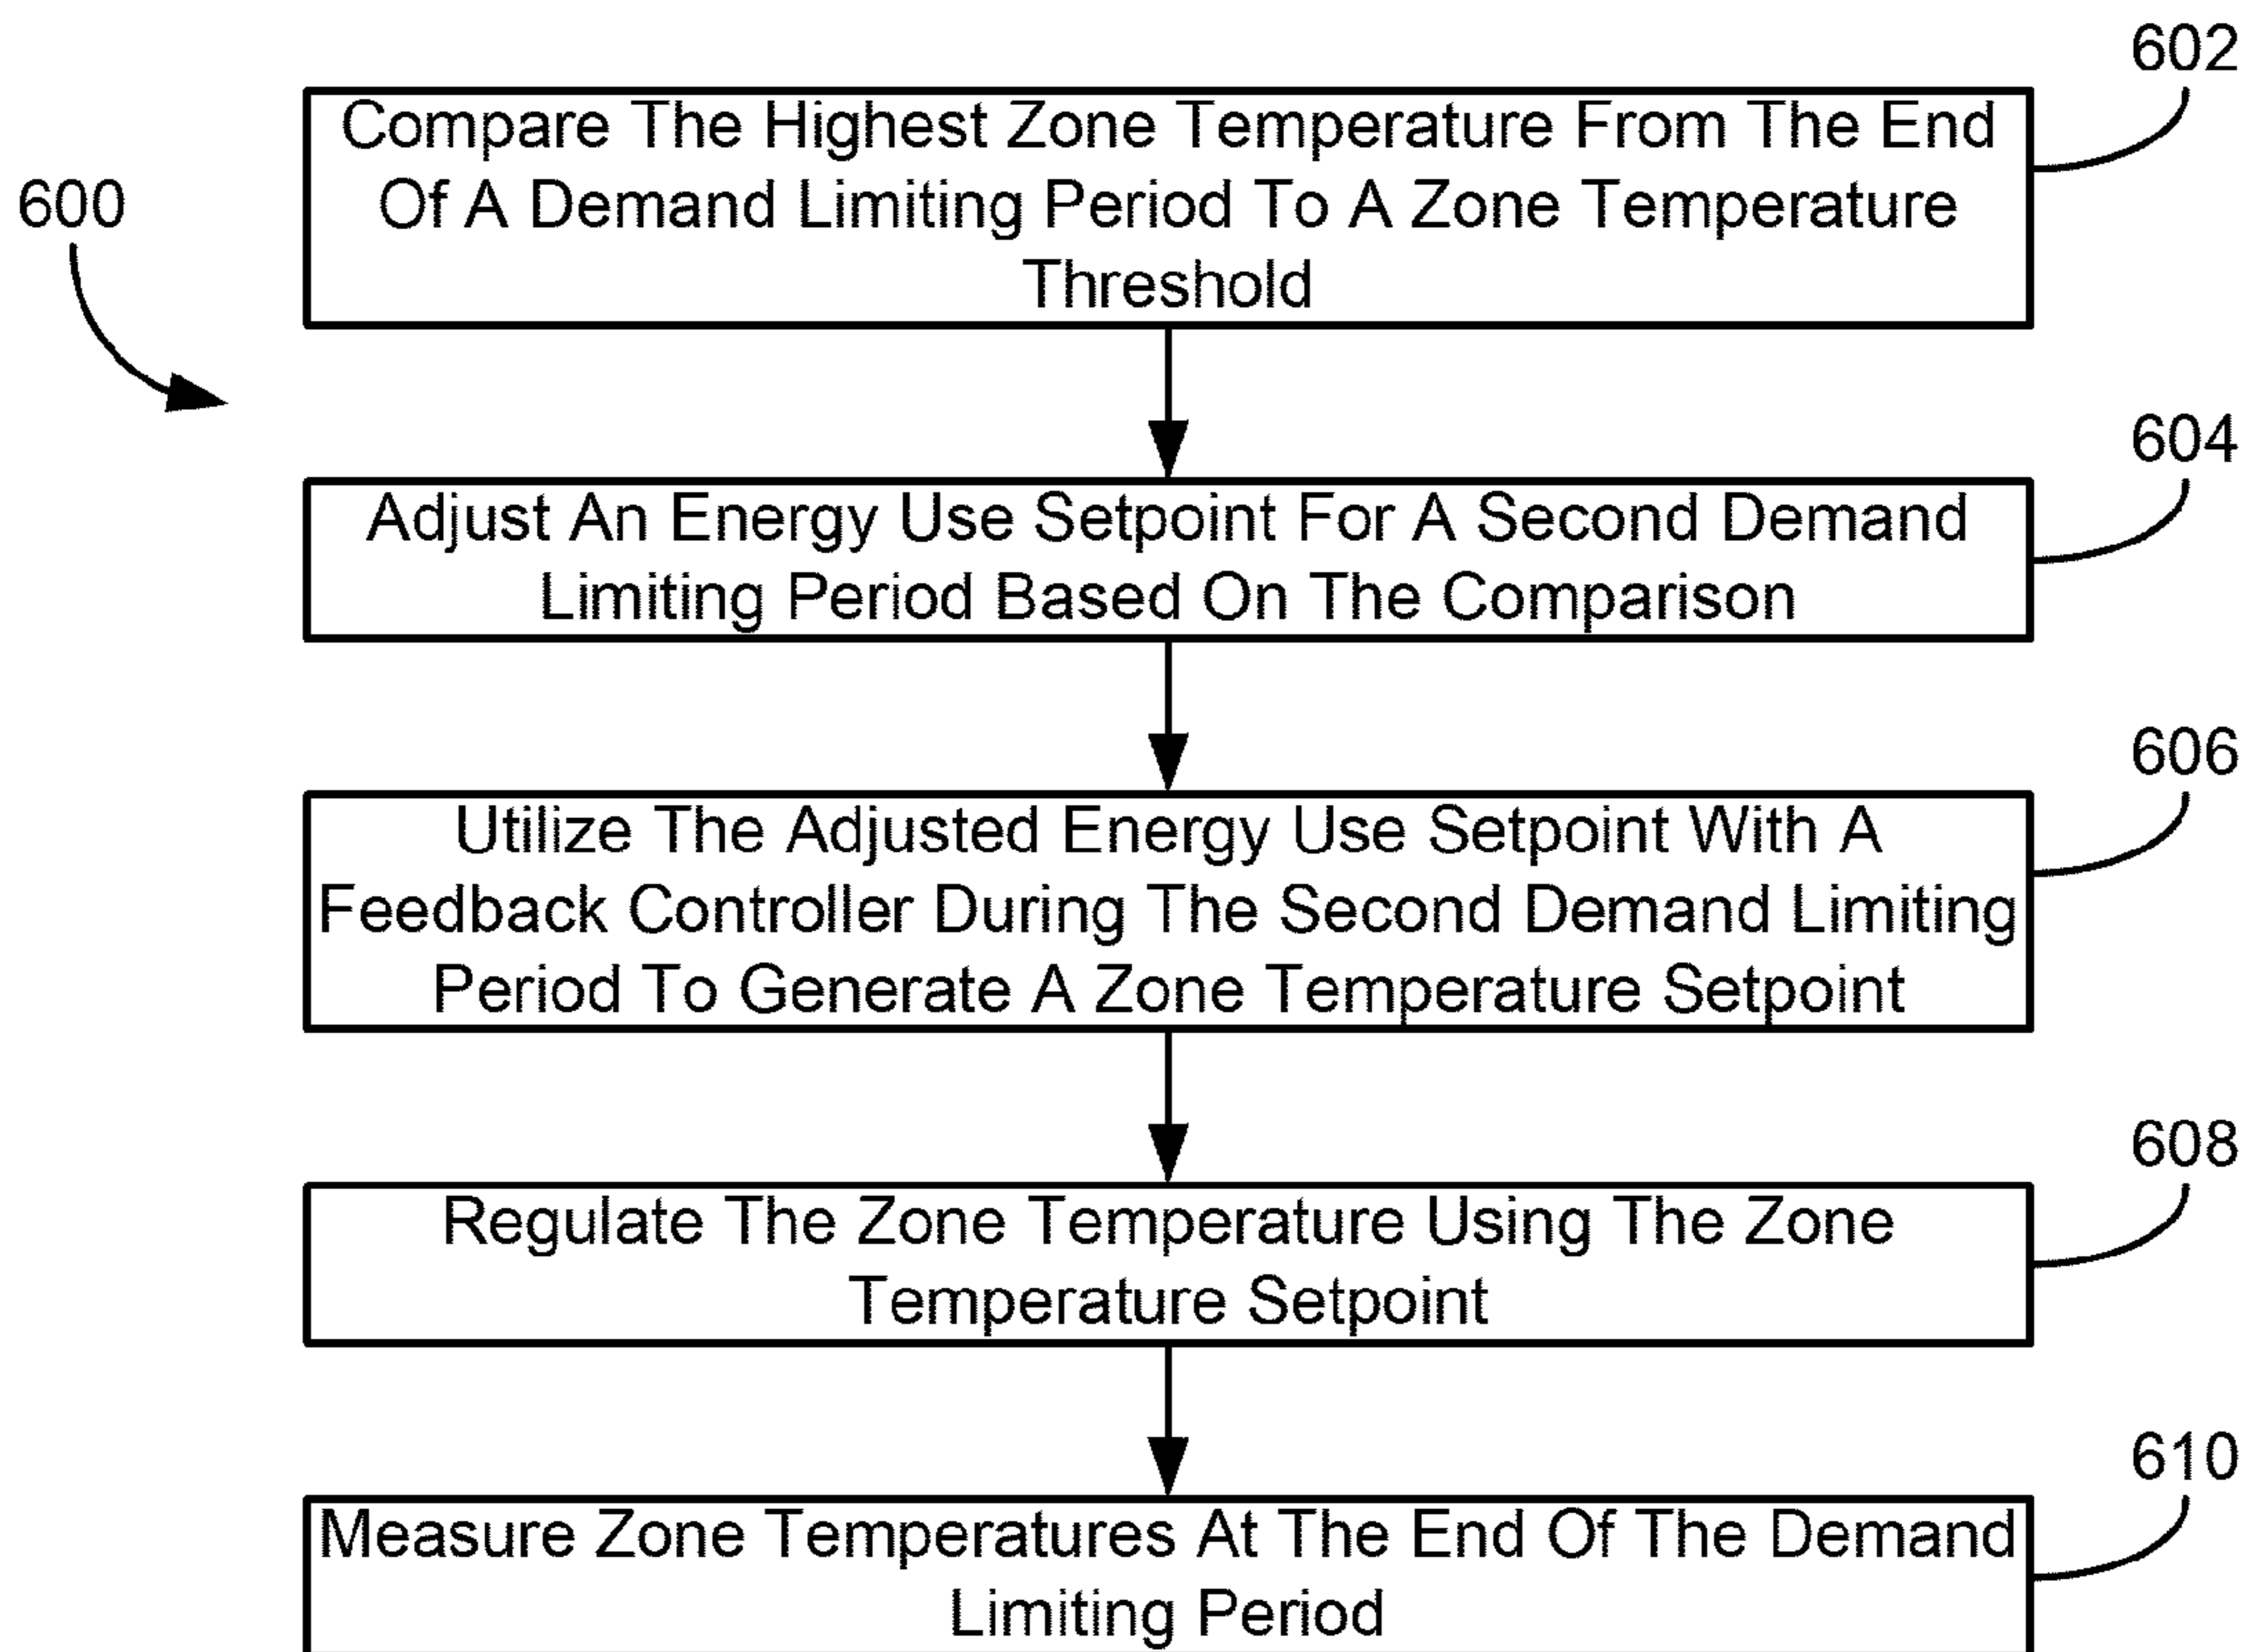 602
Compare The Highest Zone Temperature From The End
Of A Demand Limiting Period To A Zone Temperature
Threshold
600
604
Adjust An Energy Use Setpoint For A Second Demand
Limiting Period Based On The Comparison
606
Utilize The Adjusted Energy Use Setpoint With A
Feedback Controller During The Second Demand Limiting
Period To Generate A Zone Temperature Setpoint
608
Regulate The Zone Temperature Using The Zone
Temperature Setpoint
610
Measure Zone Temperatures At The End Of The Demand
Limiting Period